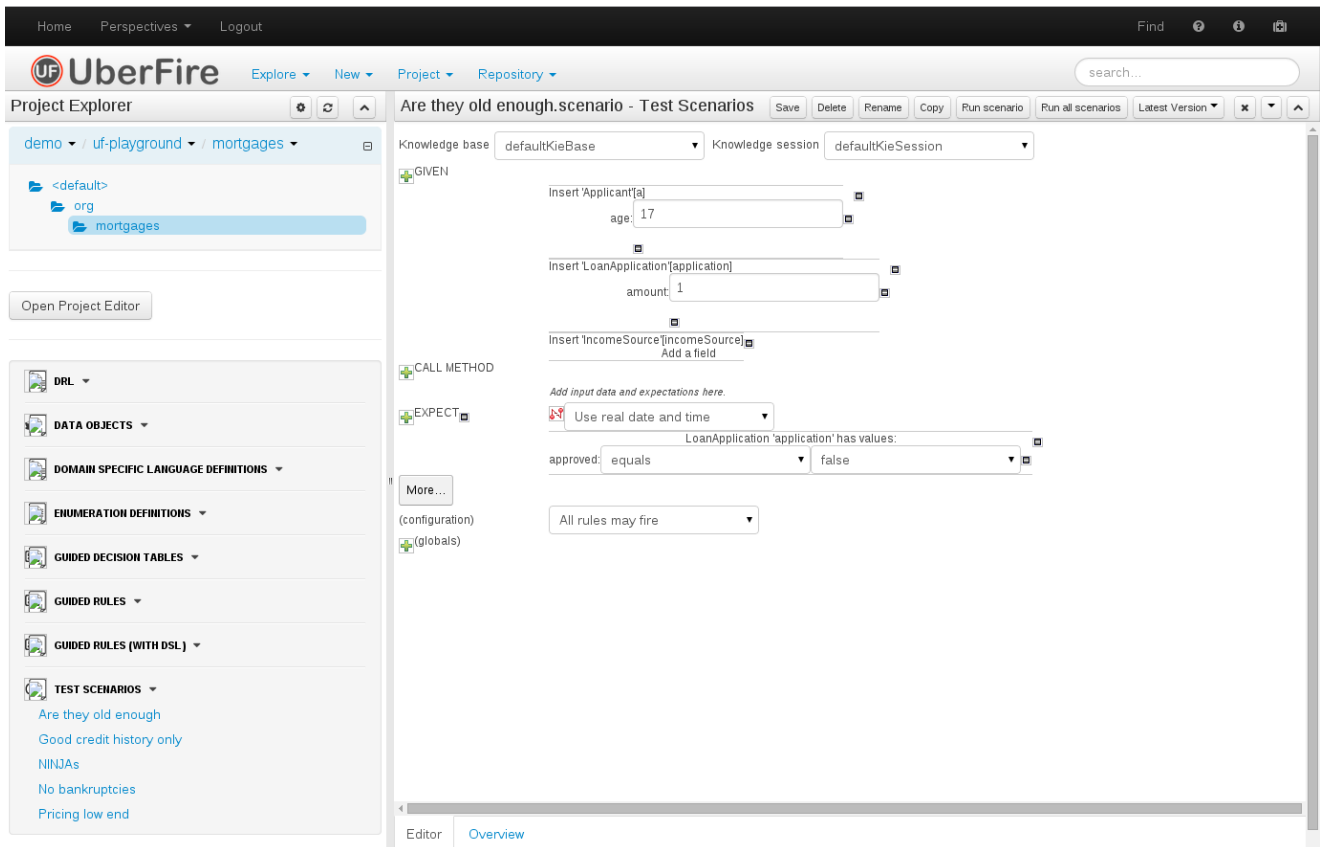 Home Perspectives Logout Find
UF UberFire Explore New Project Repository search...
Project Explorer
demo / uf-playground / mortgages
<default>
org
mortgages
Open Project Editor
DRL
DATA OBJECTS
DOMAIN SPECIFIC LANGUAGE DEFINITIONS
ENUMERATION DEFINITIONS
GUIDED DECISION TABLES
GUIDED RULES
GUIDED RULES (WITH DSL)
TEST SCENARIOS
Are they old enough
Good credit history only
NINJAs
No bankruptcies
Pricing low end
Are they old enough.scenario - Test Scenarios Save Delete Rename Copy Run scenario Run all scenarios Latest Version
Knowledge base defaultKieBase Knowledge session defaultKieSession
GIVEN
Insert 'Applicant'[a]
age: 17
Insert 'LoanApplication'[application]
amount: 1
Insert 'IncomeSource'[incomeSource]
Add a field
CALL METHOD
Add input data and expectations here.
EXPECT Use real date and time
LoanApplication 'application' has values:
approved: equals false
More...
(configuration) All rules may fire
(globals)
Editor Overview